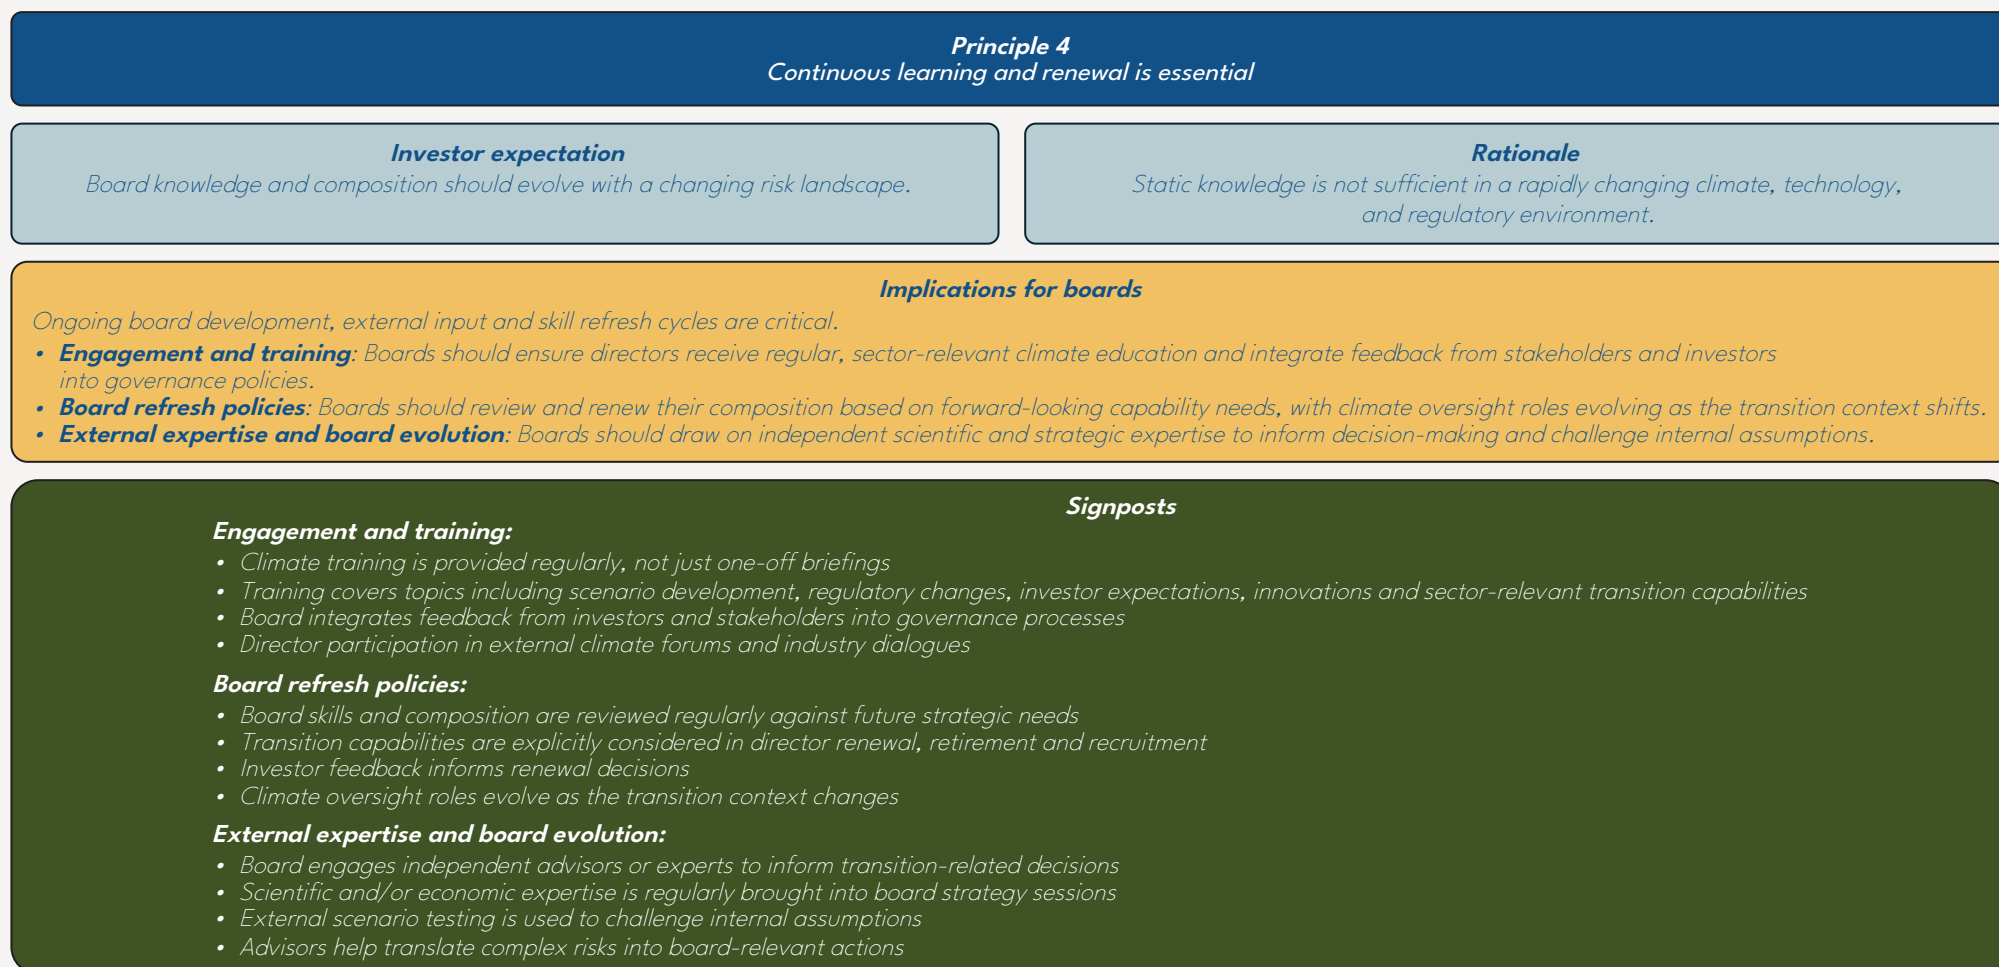 Principle 4
Continuous learning and renewal is essential
Investor expectation
Board knowledge and composition should evolve with a changing risk landscape.
Rationale
Static knowledge is not sufficient in a rapidly changing climate, technology,
and regulatory environment.
Implications for boards
Ongoing board development, external input and skill refresh cycles are critical.
• Engagement and training: Boards should ensure directors receive regular, sector-relevant climate education and integrate feedback from stakeholders and investors
into governance policies.
• Board refresh policies: Boards should review and renew their composition based on forward-looking capability needs, with climate oversight roles evolving as the transition context shifts.
• External expertise and board evolution: Boards should draw on independent scientific and strategic expertise to inform decision-making and challenge internal assumptions.
Signposts
Engagement and training:
• Climate training is provided regularly, not just one-off briefings
• Training covers topics including scenario development, regulatory changes, investor expectations, innovations and sector-relevant transition capabilities
• Board integrates feedback from investors and stakeholders into governance processes
• Director participation in external climate forums and industry dialogues
Board refresh policies:
• Board skills and composition are reviewed regularly against future strategic needs
• Transition capabilities are explicitly considered in director renewal, retirement and recruitment
• Investor feedback informs renewal decisions
• Climate oversight roles evolve as the transition context changes
External expertise and board evolution:
• Board engages independent advisors or experts to inform transition-related decisions
• Scientific and/or economic expertise is regularly brought into board strategy sessions
• External scenario testing is used to challenge internal assumptions
• Advisors help translate complex risks into board-relevant actions